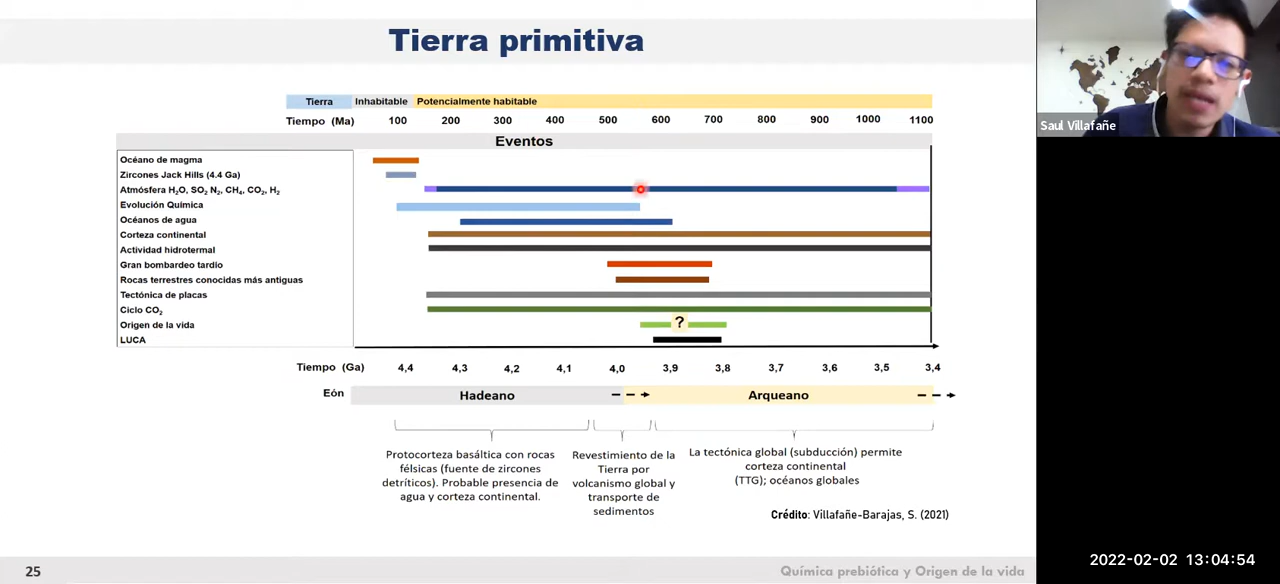 Tierra primitiva
Saul Villafañe
Tierra Inhabitable Potencialmente habitable
Tiempo (Ma) 100 200 300 400 500 600 700 800 900 1000 1100
Eventos
Océano de magma
Zircones Jack Hills (4.4 Ga)
Atmósfera H₂O, SO₂ N₂, CH₄, CO₂, H₂
Evolución Química
Océanos de agua
Corteza continental
Actividad hidrotermal
Gran bombardeo tardio
Rocas terrestres conocidas más antiguas
Tectónica de placas
Ciclo CO₂
Origen de la vida ?
LUCA
Tiempo (Ga) 4,4 4,3 4,2 4,1 4,0 3,9 3,8 3,7 3,6 3,5 3,4
Eón Hadeano Arqueano
Protocorteza basáltica con rocas
félsicas (fuente de zircones
detríticos). Probable presencia de
agua y corteza continental.
Revestimiento de la
Tierra por
volcanismo global y
transporte de
sedimentos
La tectónica global (subducción) permite
corteza continental
(TTG); océanos globales
Crédito: Villafañe-Barajas, S. (2021)
25
Química prebiótica y Origen de la vida
2022-02-02 13:04:54